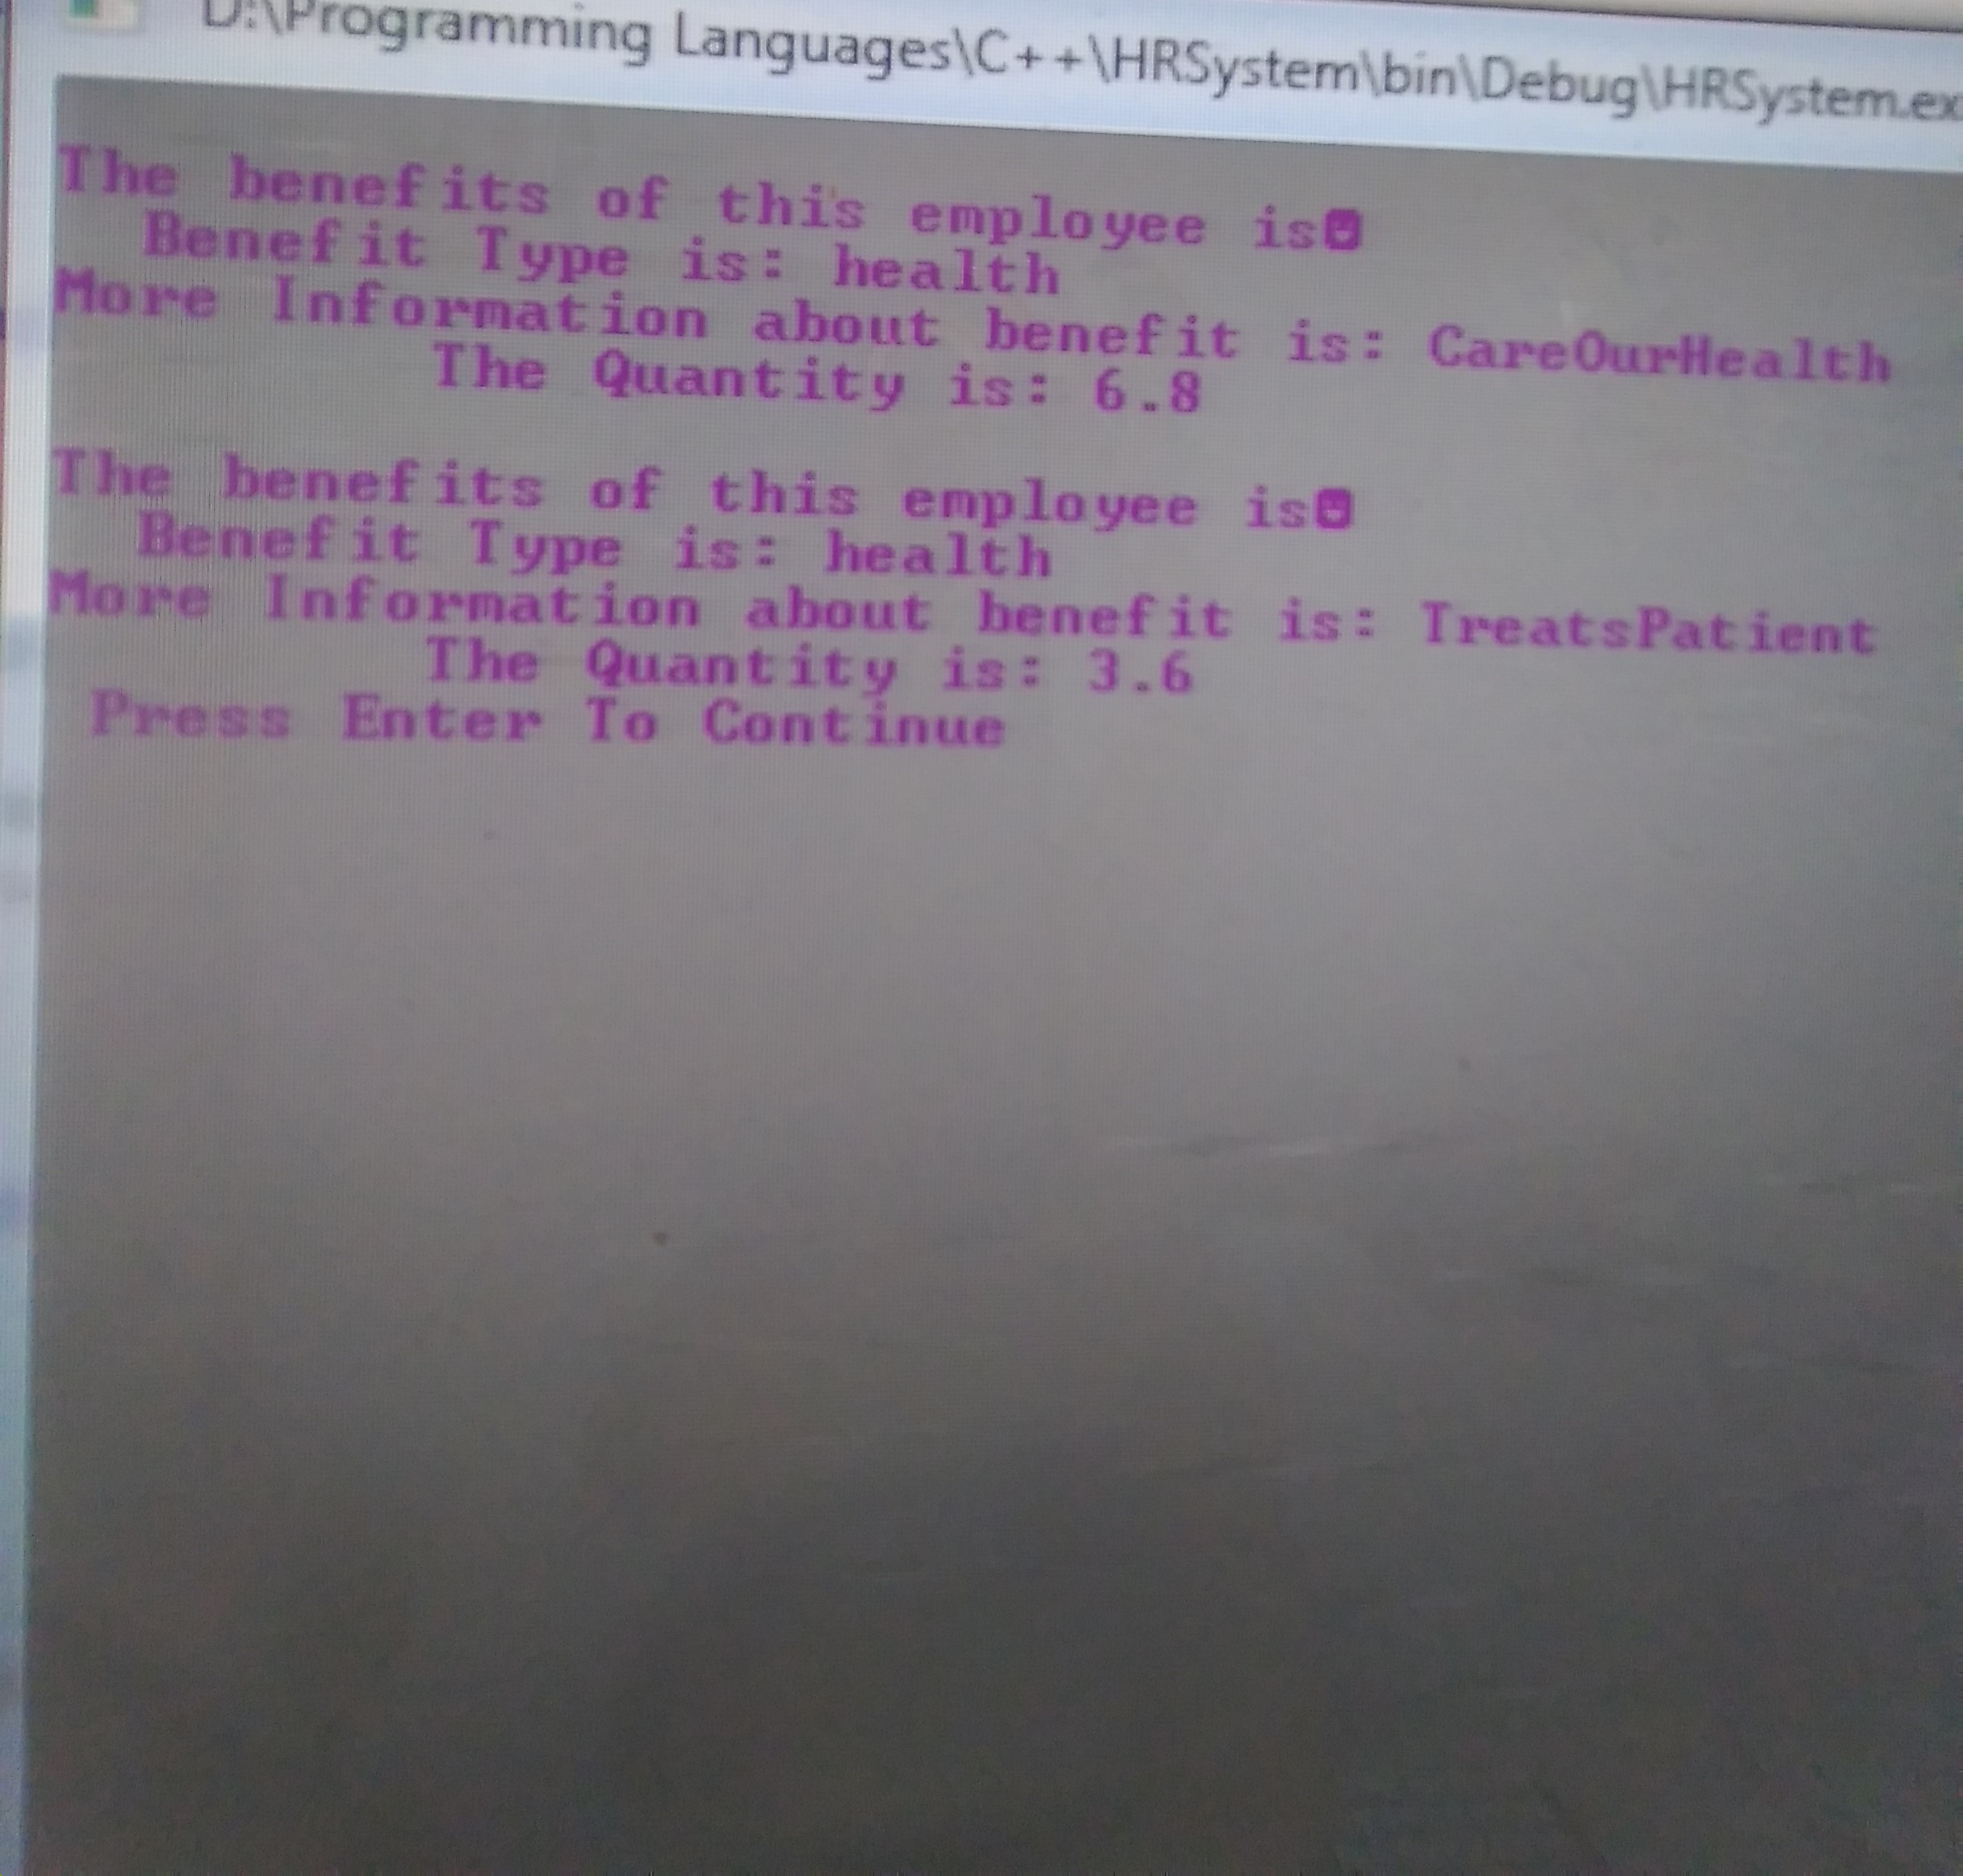 D:\Programming Languages\C++\HRSystem\bin\Debug\HRSystem.ex
The benefits of this employee is☻
Benefit Type is: health
More Information about benefit is: CareOurHealth
The Quantity is: 6.8
The benefits of this employee is☻
Benefit Type is: health
More Information about benefit is: TreatsPatient
The Quantity is: 3.6
Press Enter To Continue